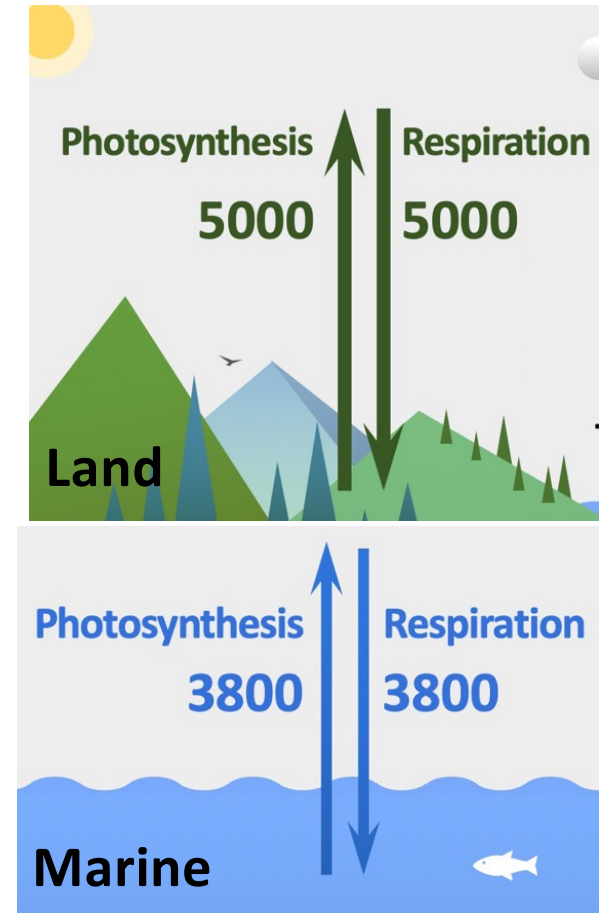 Photosynthesis Respiration
5000 5000
Land
Photosynthesis Respiration
3800 3800
Marine